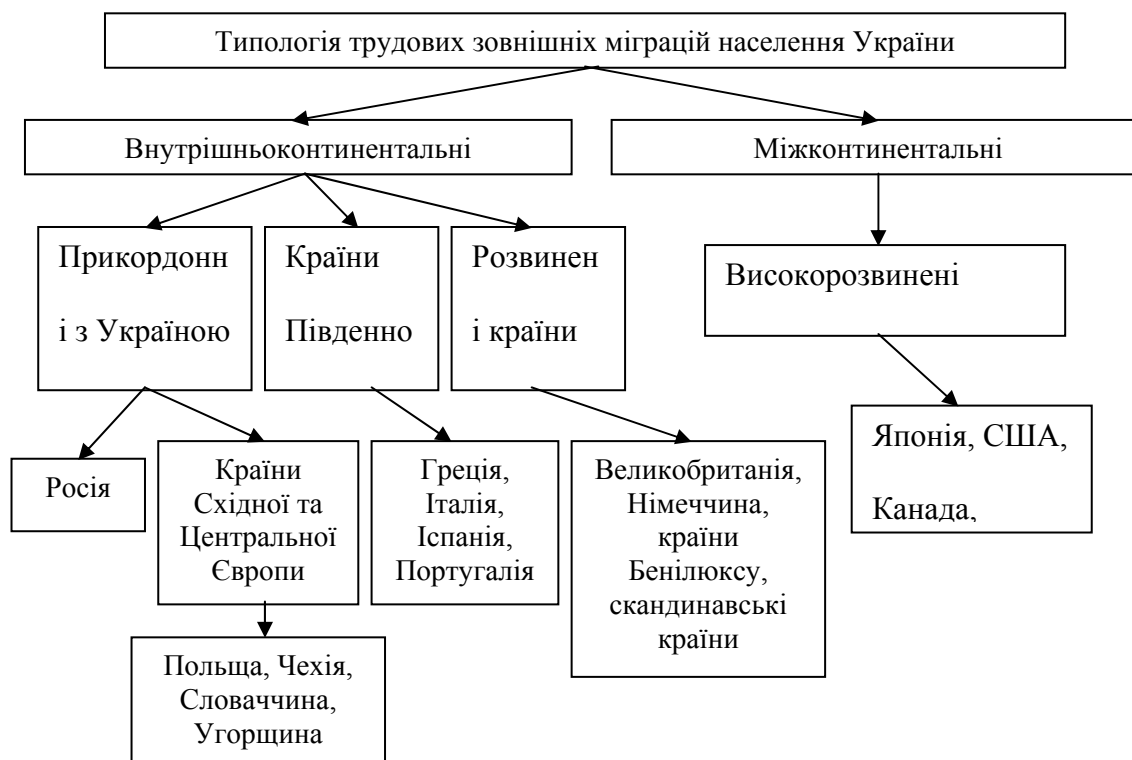 Типологія трудових зовнішніх міграцій населення України
Внутрішньоконтинентальні
Міжконтинентальні
Прикордонн
і з Україною
Країни
Південно
Розвинен
і країни
Високорозвинені
Росія
Країни
Східної та
Центральної
Європи
Греція,
Італія,
Іспанія,
Португалія
Великобританія,
Німеччина,
країни
Бенілюксу,
скандинавські
країни
Японія, США,
Канада,
Польща, Чехія,
Словаччина,
Угорщина